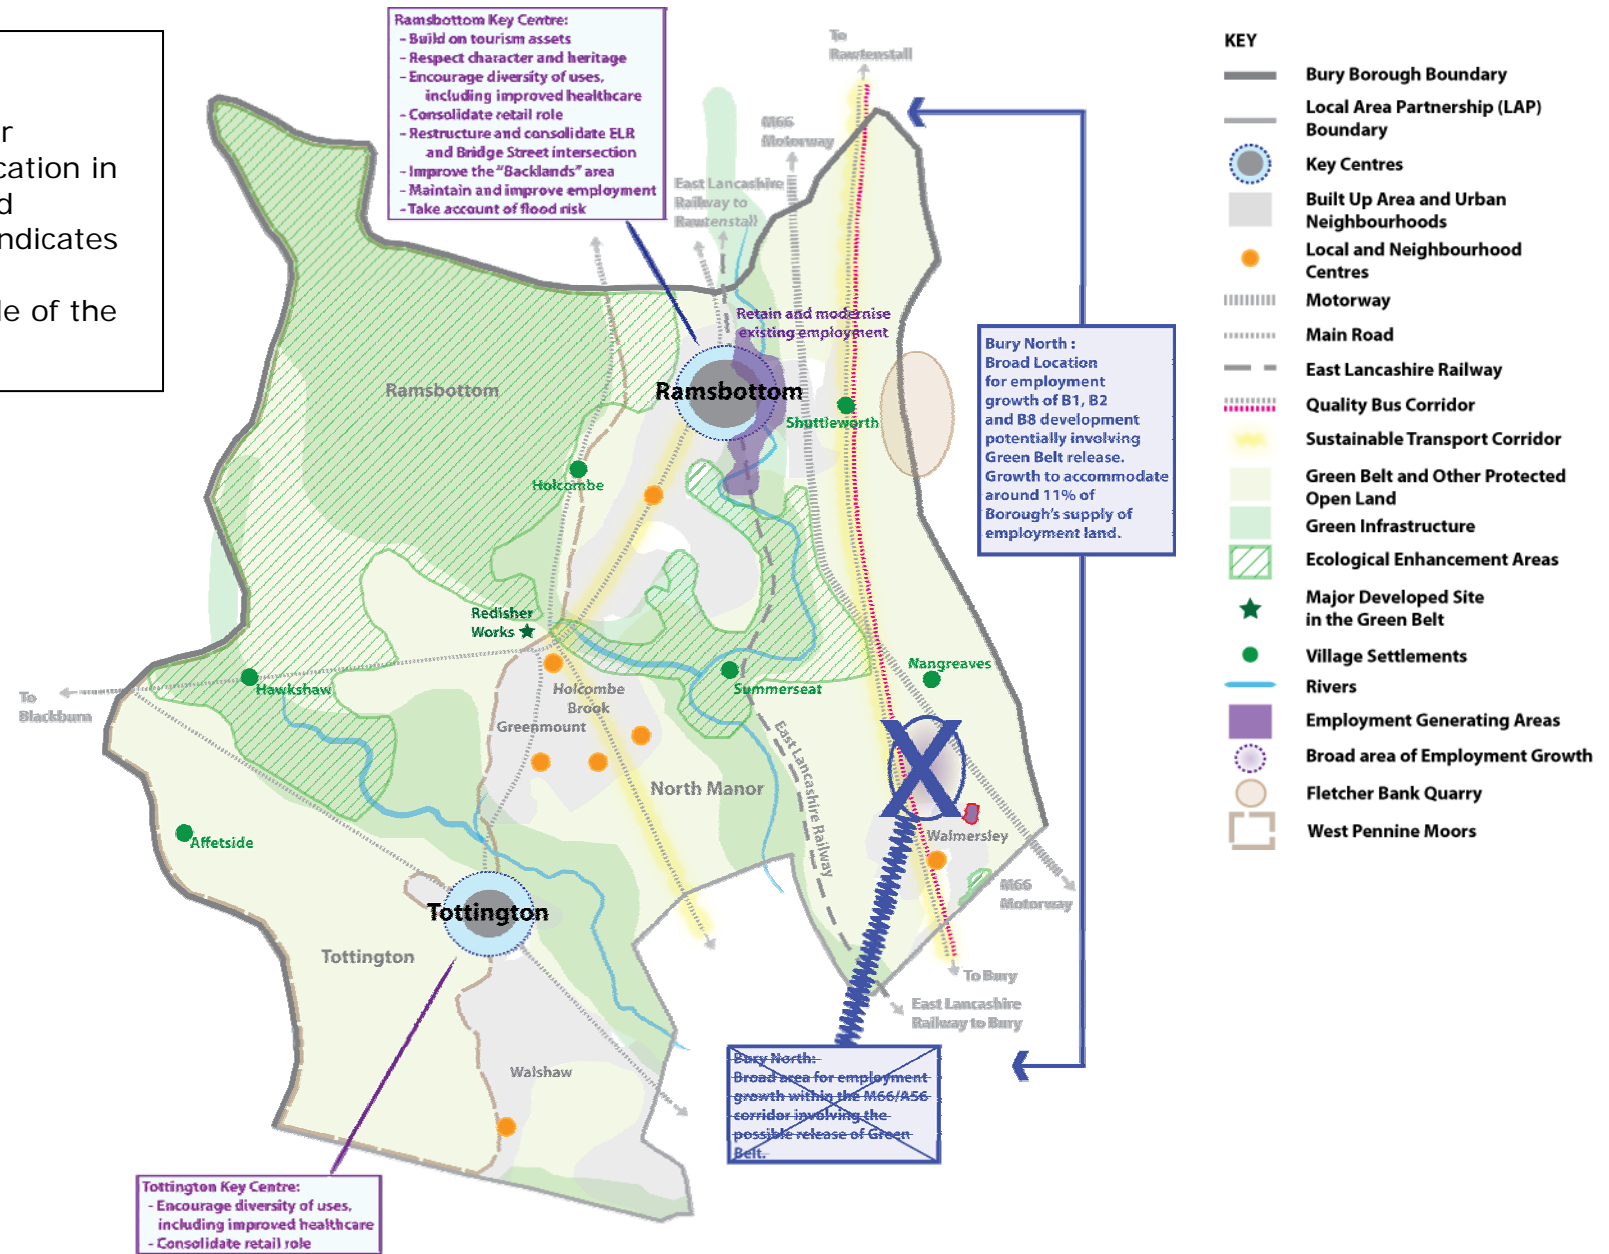 r
cation in
d
ndicates
le of the
Ramsbottom Key Centre:
- Build on tourism assets
- Respect character and heritage
- Encourage diversity of uses,
including improved healthcare
- Consolidate retail role
- Restructure and consolidate ELR
and Bridge Street intersection
- Improve the "Backlands" area
- Maintain and improve employment
- Take account of flood risk
To
Rawtenstall
M66
Motorway
East Lancashire
Railway to
Rawtenstall
Retain and modernise
existing employment
Ramsbottom
Ramsbottom
Shuttleworth
Holcombe
Bury North :
Broad Location
for employment
growth of B1, B2
and B8 development
potentially involving
Green Belt release.
Growth to accommodate
around 11% of
Borough's supply of
employment land.
Redisher
Works
Nangreaves
To
Blackburn
Hawkshaw
Holcombe
Brook
Summerseat
Greenmount
East Lancashire Railway
North Manor
Affetside
Walmersley
M66
Motorway
Tottington
Tottington
To Bury
East Lancashire
Railway to Bury
Walshaw
Bury North:
Broad area for employment
growth within the M66/A56
corridor involving the
possible release of Green
Belt.
Tottington Key Centre:
- Encourage diversity of uses,
including improved healthcare
- Consolidate retail role
KEY
Bury Borough Boundary
Local Area Partnership (LAP)
Boundary
Key Centres
Built Up Area and Urban
Neighbourhoods
Local and Neighbourhood
Centres
Motorway
Main Road
East Lancashire Railway
Quality Bus Corridor
Sustainable Transport Corridor
Green Belt and Other Protected
Open Land
Green Infrastructure
Ecological Enhancement Areas
Major Developed Site
in the Green Belt
Village Settlements
Rivers
Employment Generating Areas
Broad area of Employment Growth
Fletcher Bank Quarry
West Pennine Moors